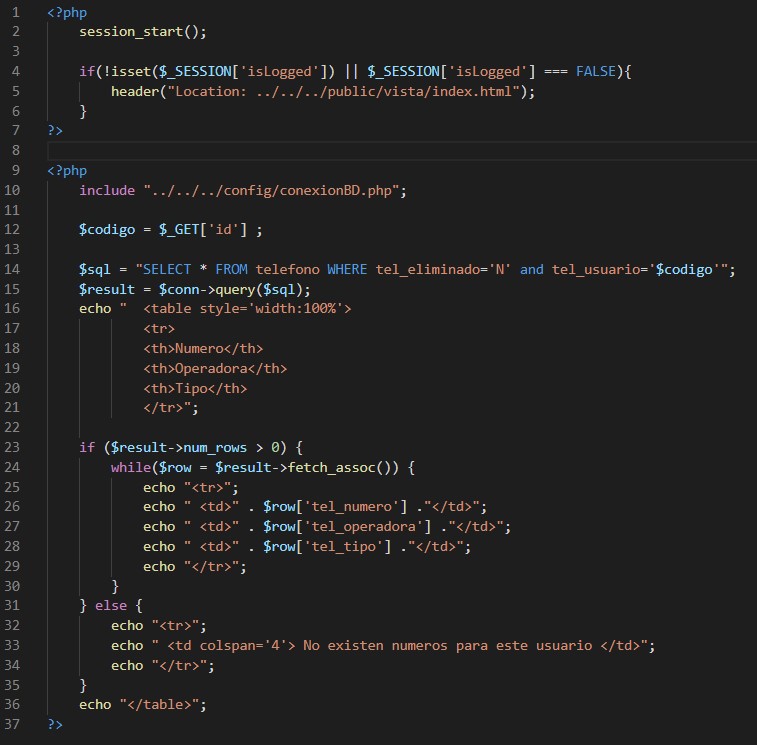 1 <?php
2     session_start();
3
4     if(!isset($_SESSION['isLogged']) || $_SESSION['isLogged'] === FALSE){
5         header("Location: ../../../public/vista/index.html");
6     }
7 ?>
8
9 <?php
10     include "../../../config/conexionBD.php";
11
12     $codigo = $_GET['id'] ;
13
14     $sql = "SELECT * FROM telefono WHERE tel_eliminado='N' and tel_usuario='$codigo'";
15     $result = $conn->query($sql);
16     echo "  <table style='width:100%'>
17             <tr>
18             <th>Numero</th>
19             <th>Operadora</th>
20             <th>Tipo</th>
21             </tr>";
22
23     if ($result->num_rows > 0) {
24         while($row = $result->fetch_assoc()) {
25             echo "<tr>";
26             echo " <td>" . $row['tel_numero'] ."</td>";
27             echo " <td>" . $row['tel_operadora'] ."</td>";
28             echo " <td>" . $row['tel_tipo'] ."</td>";
29             echo "</tr>";
30         }
31     } else {
32         echo "<tr>";
33         echo " <td colspan='4'> No existen numeros para este usuario </td>";
34         echo "</tr>";
35     }
36     echo "</table>";
37 ?>